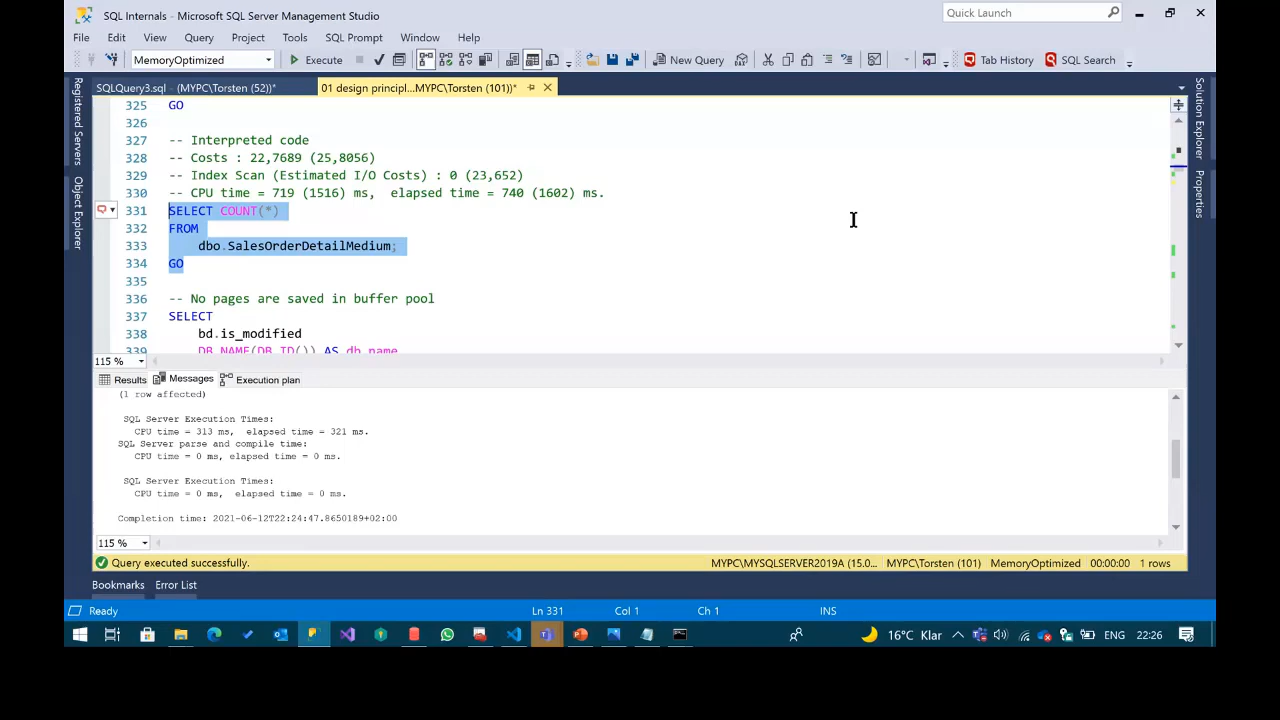 SQL Internals - Microsoft SQL Server Management Studio
Quick Launch
File Edit View Query Project Tools SQL Prompt Window Help
MemoryOptimized Execute New Query Tab History SQL Search
SQLQuery3.sql - (MYPC\Torsten (52))* 01 design principl...MYPC\Torsten (101))*
Registered Servers
Object Explorer
Solution Explorer
Properties
325 GO
326
327 -- Interpreted code
328 -- Costs : 22,7689 (25,8056)
329 -- Index Scan (Estimated I/O Costs) : 0 (23,652)
330 -- CPU time = 719 (1516) ms,  elapsed time = 740 (1602) ms.
331 SELECT COUNT(*)
332 FROM
333 dbo.SalesOrderDetailMedium;
334 GO
335
336 -- No pages are saved in buffer pool
337 SELECT
338 bd.is_modified
339 DB_NAME(DB_ID()) AS db_name
115 %
Results Messages Execution plan
(1 row affected)
SQL Server Execution Times:
CPU time = 313 ms,  elapsed time = 321 ms.
SQL Server parse and compile time:
CPU time = 0 ms, elapsed time = 0 ms.
SQL Server Execution Times:
CPU time = 0 ms,  elapsed time = 0 ms.
Completion time: 2021-06-12T22:24:47.8650189+02:00
115 %
Query executed successfully. MYPC\MYSQLSERVER2019A (15.0... MYPC\Torsten (101) MemoryOptimized 00:00:00 1 rows
Bookmarks Error List
Ready Ln 331 Col 1 Ch 1 INS
16°C Klar ENG 22:26